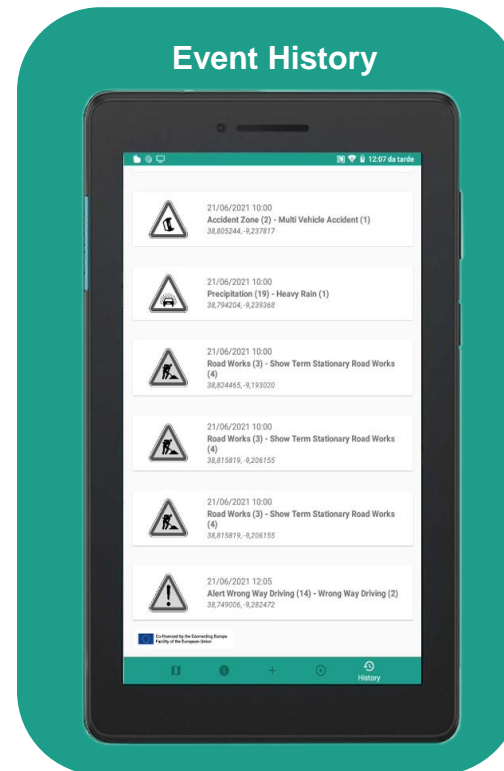 Event History
12:07 da tarde
21/06/2021 10:00
Accident Zone (2) - Multi Vehicle Accident (1)
38,805244,-9,237817
21/06/2021 10:00
Precipitation (19) - Heavy Rain (1)
38,794204,-9,239368
21/06/2021 10:00
Road Works (3) - Show Term Stationary Road Works
(4)
38,824465,-9,193020
21/06/2021 10:00
Road Works (3) - Show Term Stationary Road Works
(4)
38,815819,-9,206155
21/06/2021 10:00
Road Works (3) - Show Term Stationary Road Works
(4)
38,815819,-9,206155
21/06/2021 12:05
Alert Wrong Way Driving (14) - Wrong Way Driving (2)
38,749006,-9,282472
Co-financed by the Connecting Europe
Facility of the European Union
History